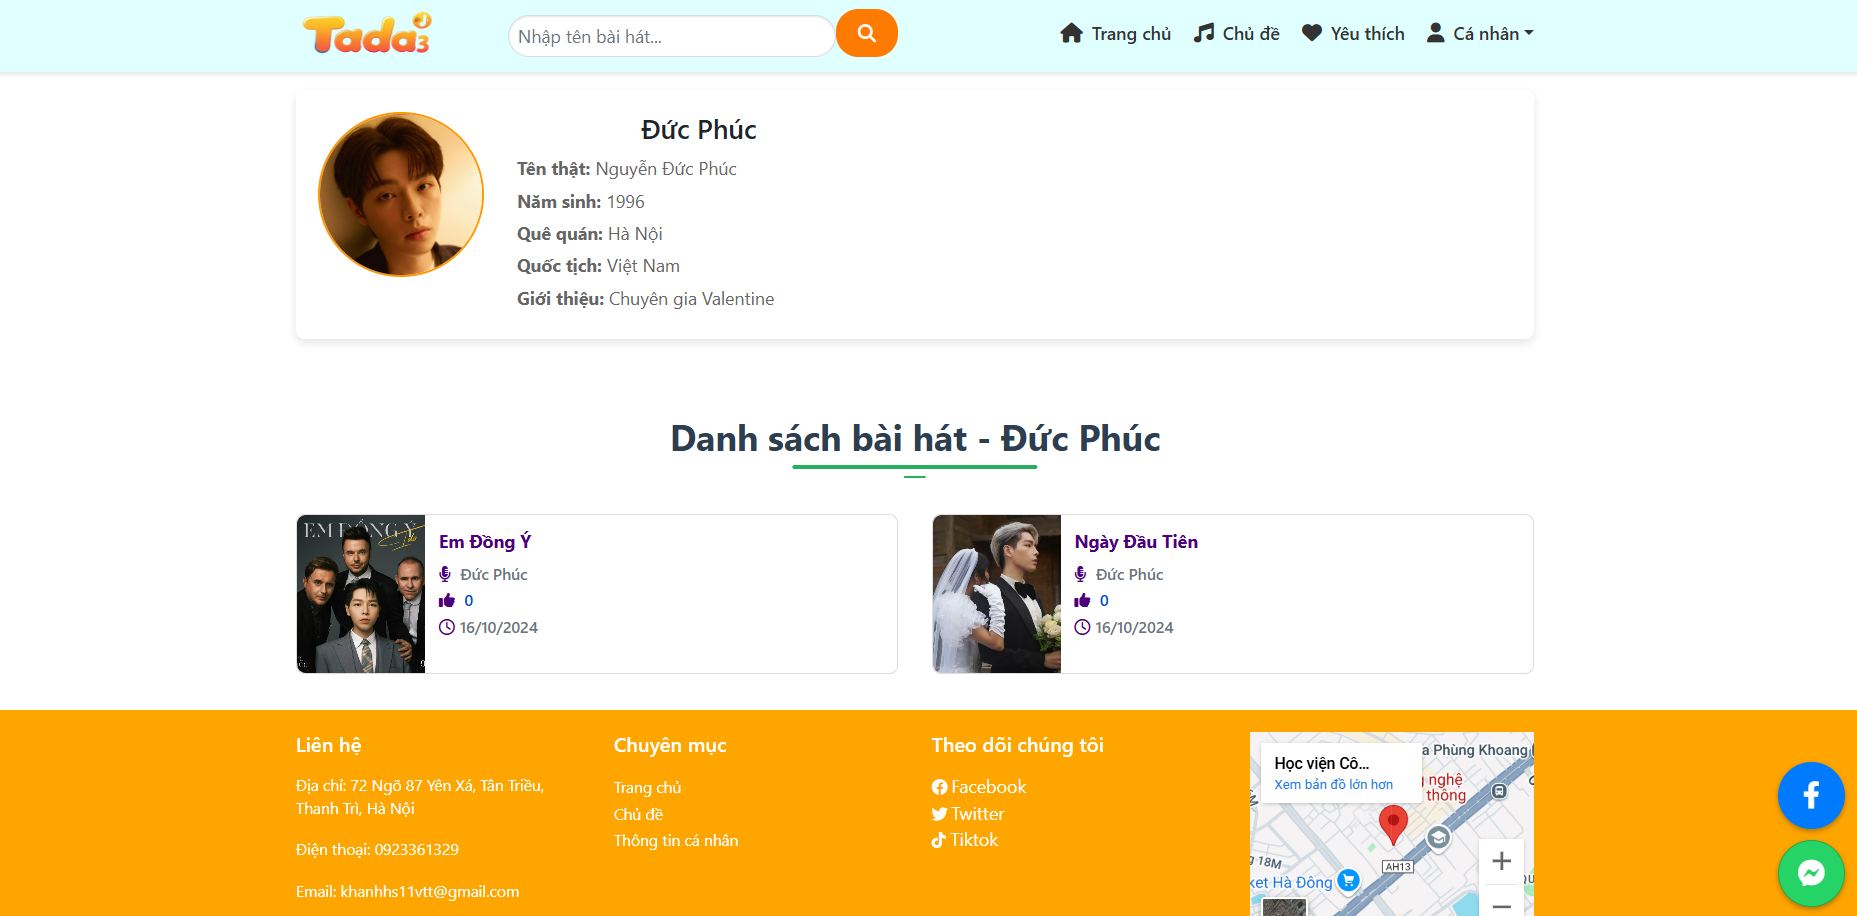 Tada3
Nhập tên bài hát...
Trang chủ
Chủ đề
Yêu thích
Cá nhân
Đức Phúc
Tên thật: Nguyễn Đức Phúc
Năm sinh: 1996
Quê quán: Hà Nội
Quốc tịch: Việt Nam
Giới thiệu: Chuyên gia Valentine
Danh sách bài hát - Đức Phúc
EM ĐỒNG Ý
I do
Em Đồng Ý
Đức Phúc
0
16/10/2024
Ngày Đầu Tiên
Đức Phúc
0
16/10/2024
Liên hệ
Địa chỉ: 72 Ngõ 87 Yên Xá, Tân Triều,
Thanh Trì, Hà Nội
Điện thoại: 0923361329
Email: khanhhs11vtt@gmail.com
Chuyên mục
Trang chủ
Chủ đề
Thông tin cá nhân
Theo dõi chúng tôi
Facebook
Twitter
Tiktok
Học viện Cô...
Xem bản đồ lớn hơn
a Phùng Khoang
nghệ
thông
AH13
18M
ket Hà Đông